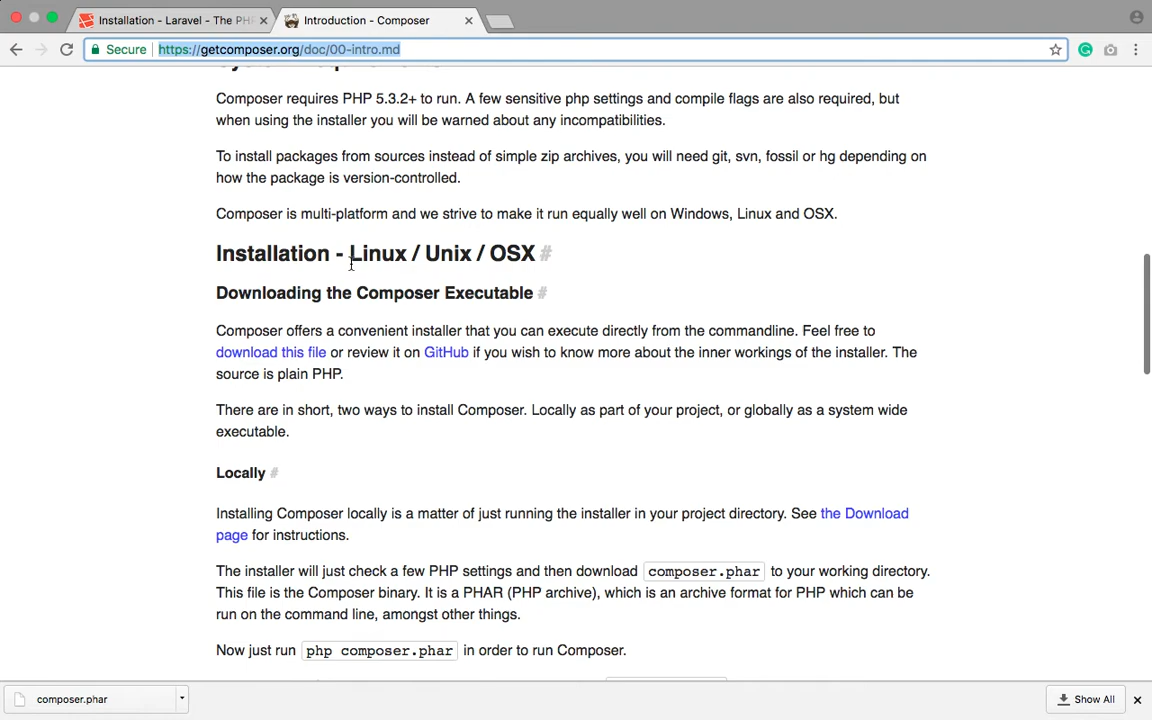 Installation - Laravel - The PH
Introduction - Composer
Secure
https://getcomposer.org/doc/00-intro.md
Composer requires PHP 5.3.2+ to run. A few sensitive php settings and compile flags are also required, but
when using the installer you will be warned about any incompatibilities.
To install packages from sources instead of simple zip archives, you will need git, svn, fossil or hg depending on
how the package is version-controlled.
Composer is multi-platform and we strive to make it run equally well on Windows, Linux and OSX.
Installation - Linux / Unix / OSX #
Downloading the Composer Executable #
Composer offers a convenient installer that you can execute directly from the commandline. Feel free to
download this file or review it on GitHub if you wish to know more about the inner workings of the installer. The
source is plain PHP.
There are in short, two ways to install Composer. Locally as part of your project, or globally as a system wide
executable.
Locally #
Installing Composer locally is a matter of just running the installer in your project directory. See the Download
page for instructions.
The installer will just check a few PHP settings and then download composer.phar to your working directory.
This file is the Composer binary. It is a PHAR (PHP archive), which is an archive format for PHP which can be
run on the command line, amongst other things.
Now just run php composer.phar in order to run Composer.
composer.phar
Show All